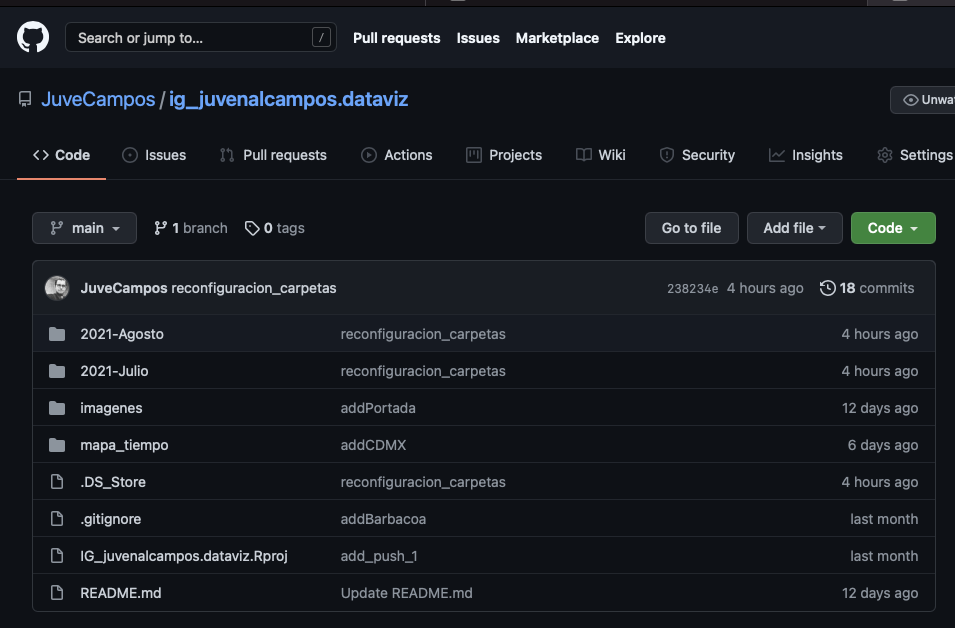 Search or jump to... /
Pull requests Issues Marketplace Explore
JuveCampos / ig_juvenalcampos.dataviz
Unwat
Code Issues Pull requests Actions Projects Wiki Security Insights Settings
main 1 branch 0 tags Go to file Add file Code
JuveCampos reconfiguracion_carpetas 238234e 4 hours ago 18 commits
2021-Agosto reconfiguracion_carpetas 4 hours ago
2021-Julio reconfiguracion_carpetas 4 hours ago
imagenes addPortada 12 days ago
mapa_tiempo addCDMX 6 days ago
.DS_Store reconfiguracion_carpetas 4 hours ago
.gitignore addBarbacoa last month
IG_juvenalcampos.dataviz.Rproj add_push_1 last month
README.md Update README.md 12 days ago